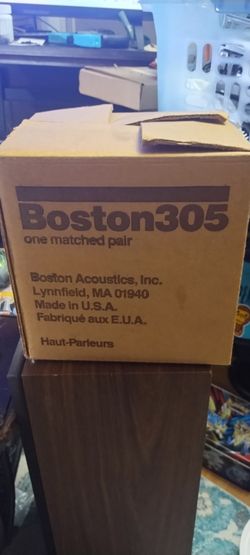 Boston305
one matched pair
Boston Acoustics, Inc.
Lynnfield, MA 01940
Made in U.S.A.
Fabriqué aux E.U.A.
Haut-Parleurs